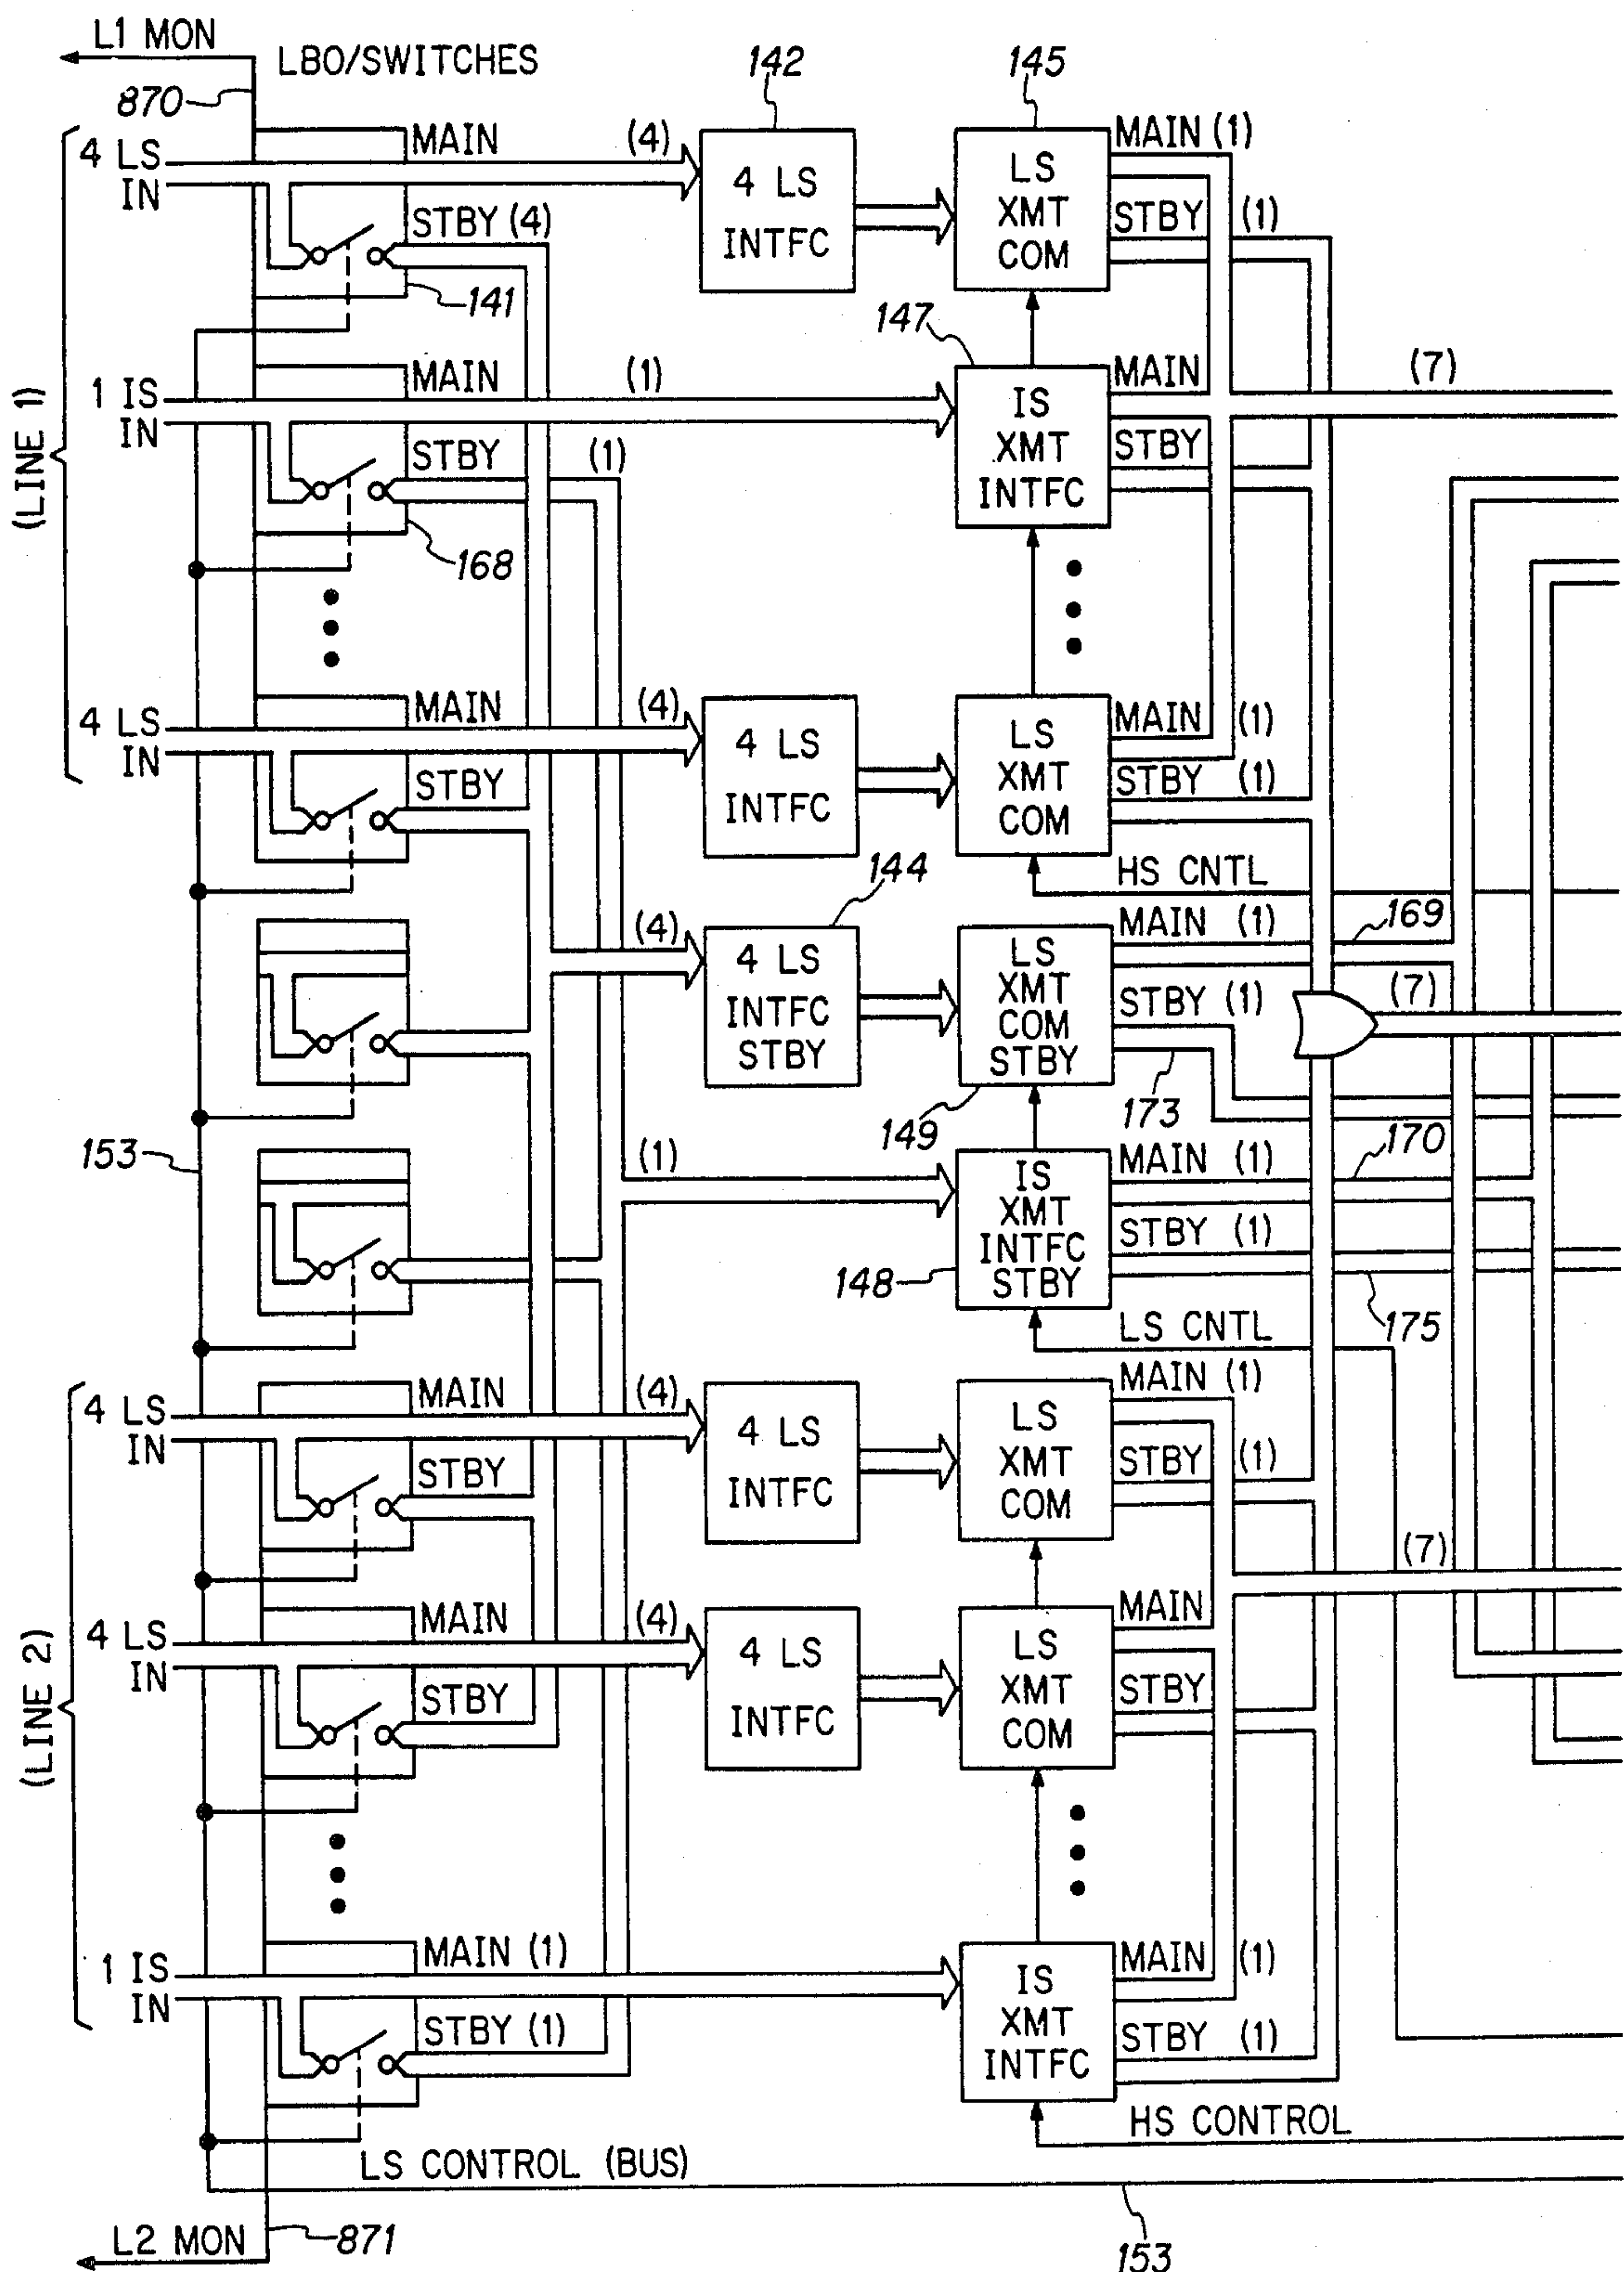 L1 MON
LBO/SWITCHES
870
142
145
(LINE 1)
4 LS
IN
MAIN
(4)
4 LS
INTFC
LS
XMT
COM
MAIN (1)
STBY (4)
STBY (1)
141
147
1 IS
IN
MAIN
(1)
IS
XMT
INTFC
MAIN
(7)
STBY
(1)
STBY
168
4 LS
IN
MAIN
(4)
4 LS
INTFC
LS
XMT
COM
MAIN (1)
STBY
STBY (1)
HS CNTL
144
(4)
4 LS
INTFC
STBY
LS
XMT
COM
STBY
MAIN (1)
169
STBY (1)
(7)
149
173
153
(1)
IS
XMT
INTFC
STBY
MAIN (1)
170
STBY (1)
148
175
LS CNTL
(LINE 2)
4 LS
IN
MAIN
(4)
4 LS
INTFC
LS
XMT
COM
MAIN (1)
STBY
STBY (1)
(7)
4 LS
IN
MAIN
(4)
4 LS
INTFC
LS
XMT
COM
MAIN
STBY
STBY
1 IS
IN
MAIN (1)
IS
XMT
INTFC
MAIN (1)
STBY (1)
STBY (1)
HS CONTROL
LS CONTROL (BUS)
L2 MON
871
153